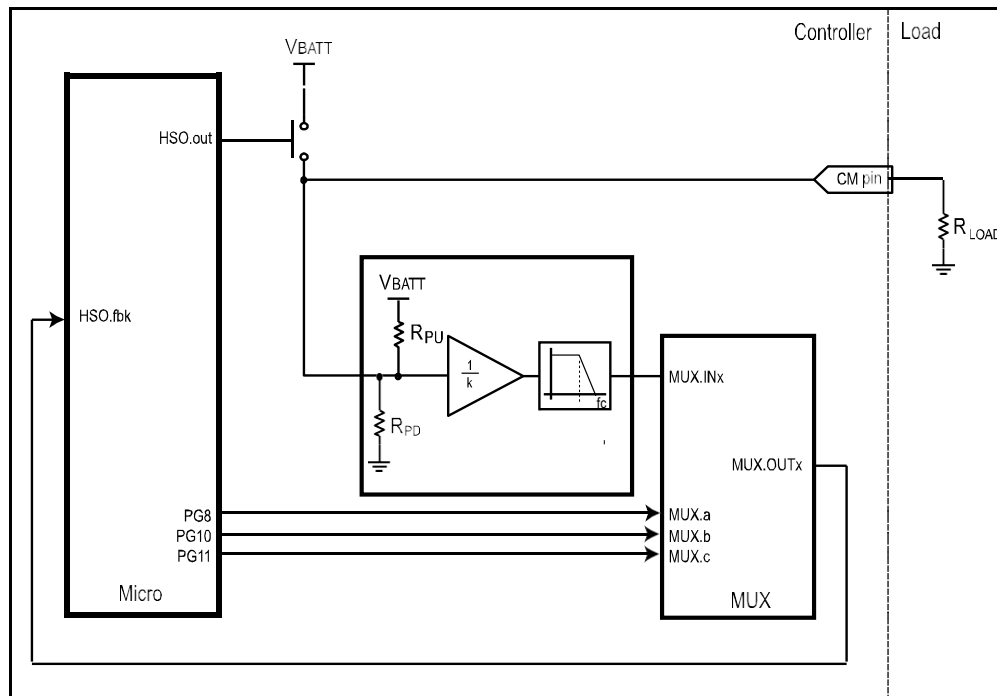 Controller
Load
VBATT
HSO.out
CM pin
RLOAD
VBATT
HSO.fbk
RPU
1
k
fc
MUX.INx
RPD
MUX.OUTx
PG8
MUX.a
PG10
MUX.b
PG11
MUX.c
Micro
MUX